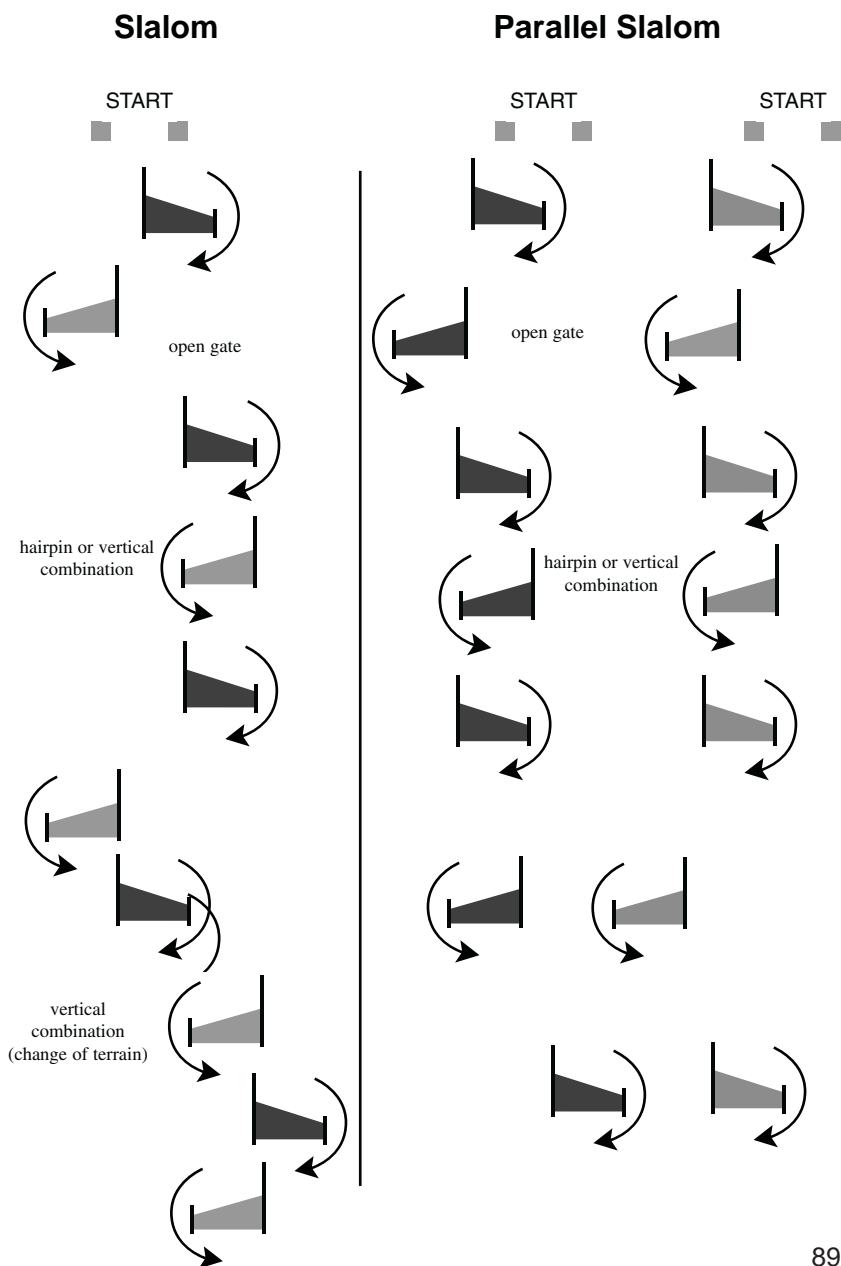 Slalom
START
open gate
hairpin or vertical
combination
vertical
combination
(change of terrain)
Parallel Slalom
START
START
open gate
hairpin or vertical
combination
89